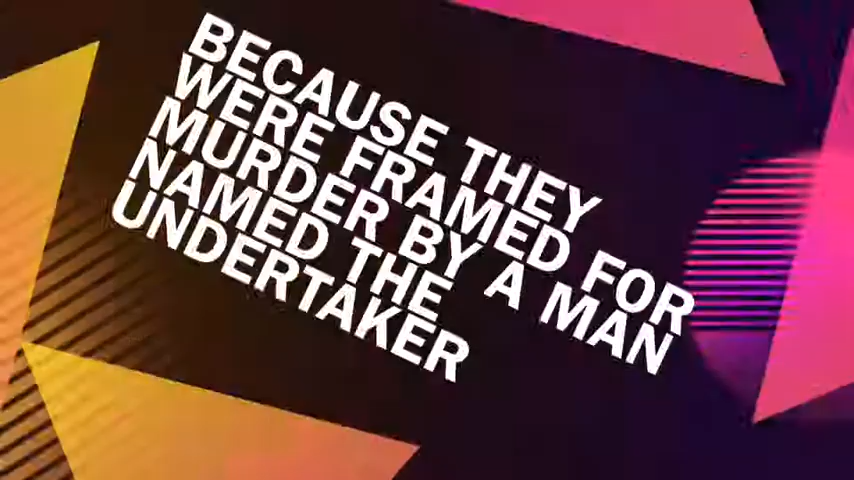 BECAUSE THEY
WERE FRAMED FOR
MURDER BY A MAN
NAMED THE
UNDERTAKER